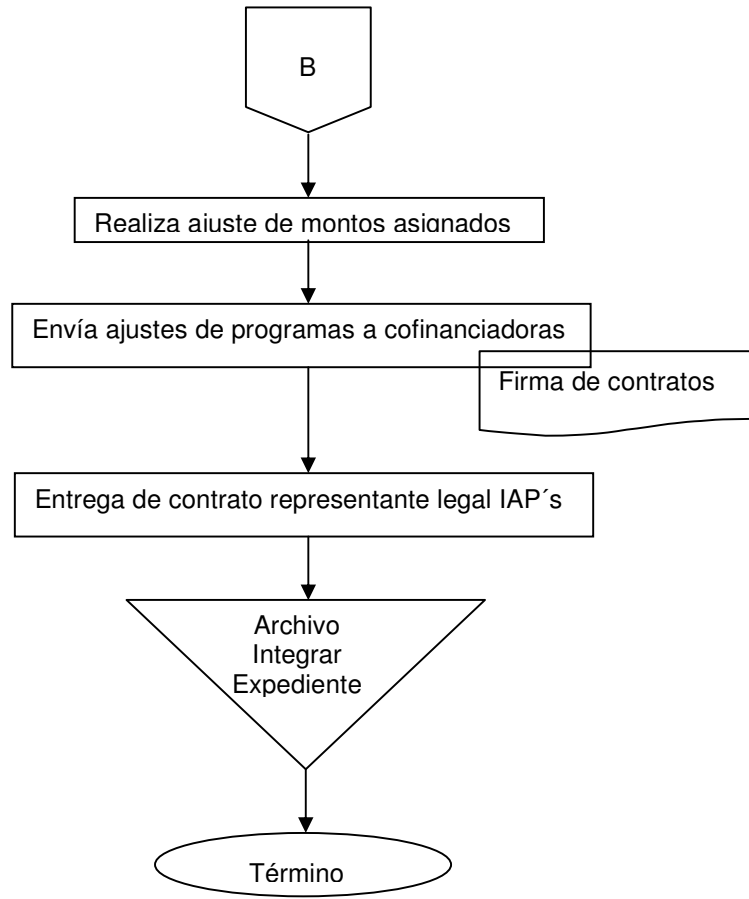 B
Realiza ajuste de montos asignados
Envía ajustes de programas a cofinanciadoras
Firma de contratos
Entrega de contrato representante legal IAP´s
Archivo
Integrar
Expediente
Término